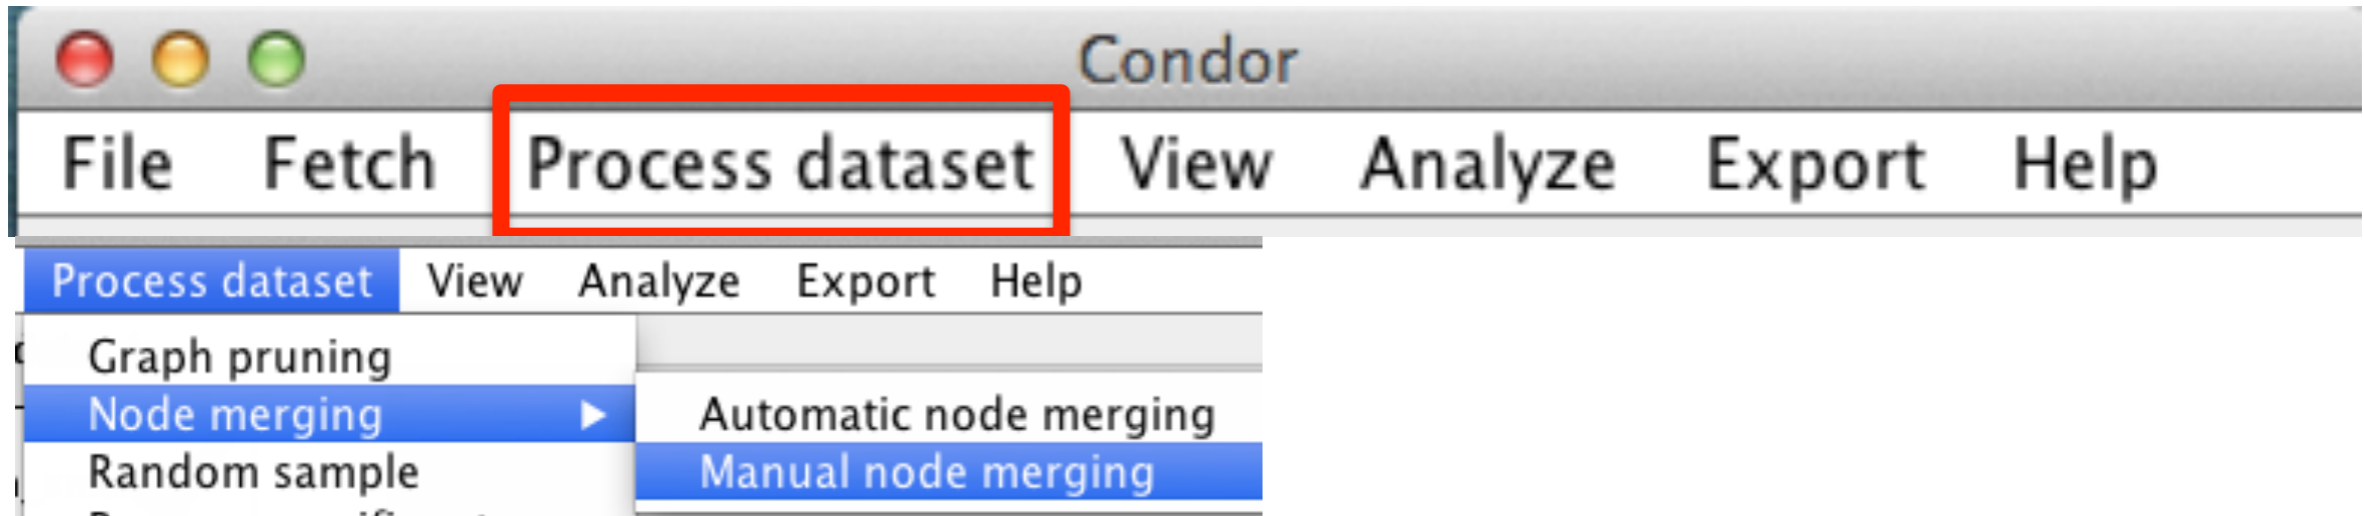 Condor
File Fetch Process dataset View Analyze Export Help
Process dataset View Analyze Export Help
Graph pruning
Node merging Automatic node merging
Random sample Manual node merging